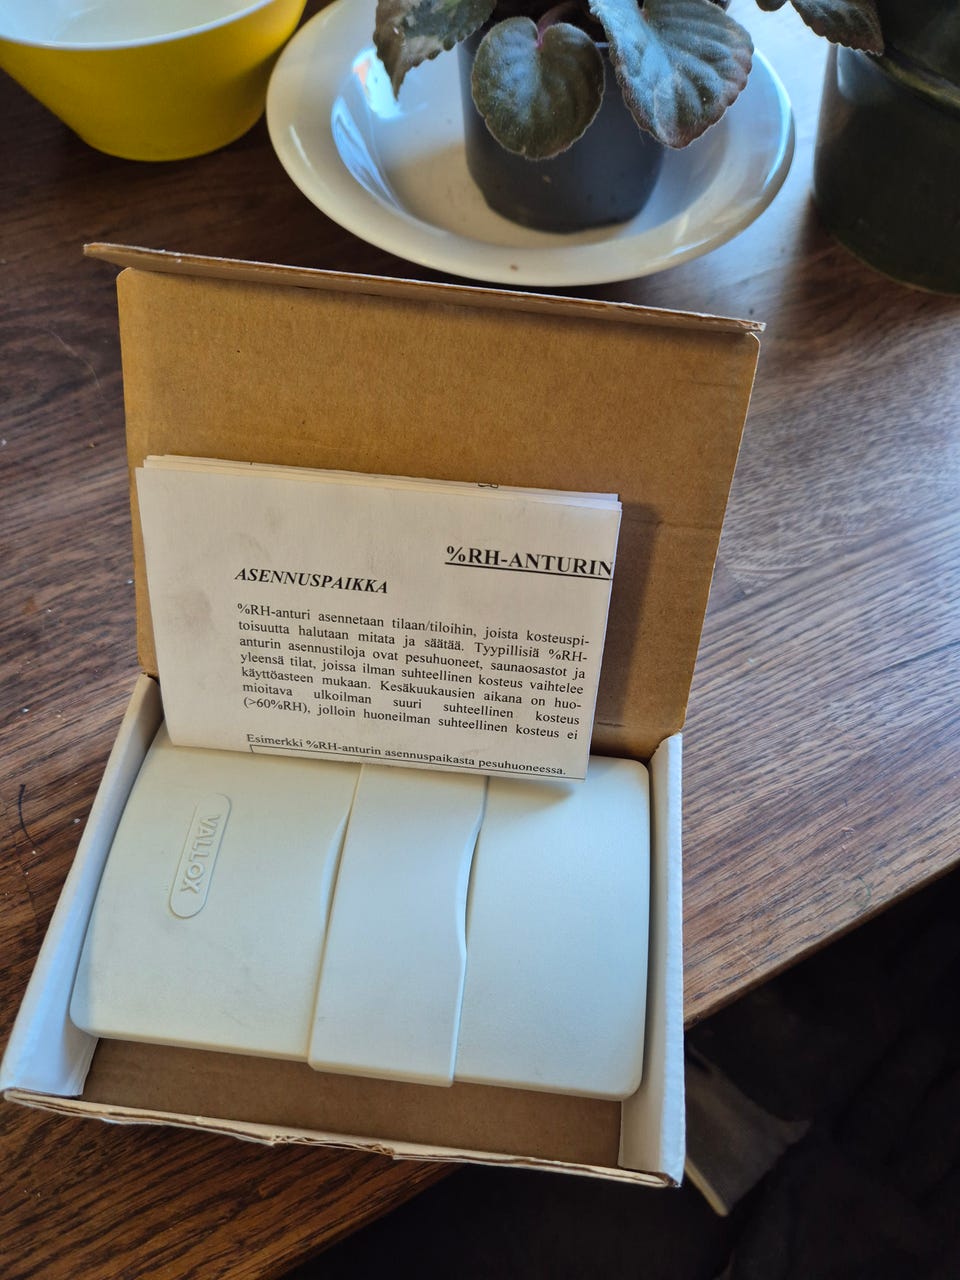 %RH-ANTURIN
ASENNUSPAIKKA
%RH-anturi asennetaan tilaan/tiloihin, joista kosteuspi-
toisuutta halutaan mitata ja säätää. Tyypillisiä %RH-
anturin asennustiloja ovat pesuhuoneet, saunaosastot ja
yleensä tilat, joissa ilman suhteellinen kosteus vaihtelee
käyttöasteen mukaan. Kesäkuukausien aikana on huo-
mioitava ulkoilman suuri suhteellinen kosteus
(>60%RH), jolloin huoneilman suhteellinen kosteus ei
Esimerkki %RH-anturin asennuspaikasta pesuhuoneessa.
VALLOX